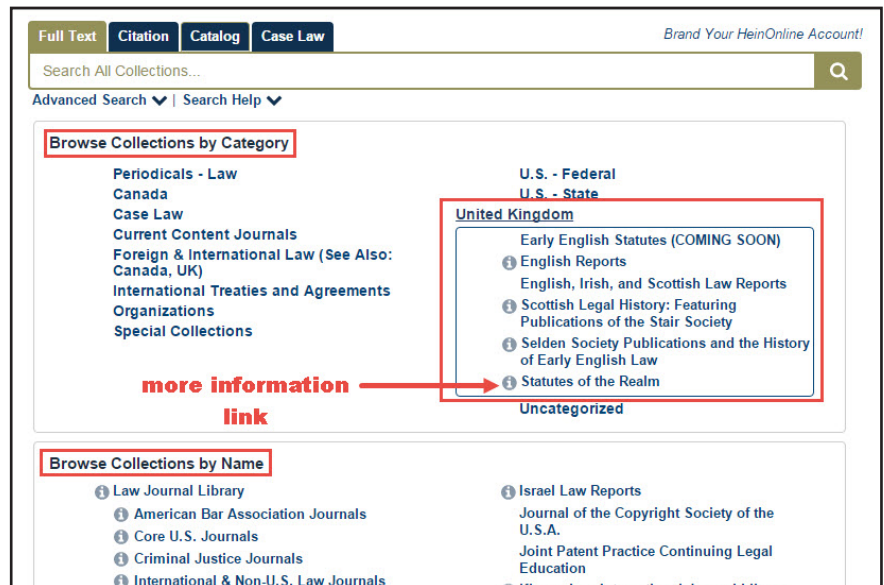 Full Text Citation Catalog Case Law
Brand Your HeinOnline Account!
Search All Collections...
Advanced Search | Search Help
Browse Collections by Category
Periodicals - Law
Canada
Case Law
Current Content Journals
Foreign & International Law (See Also:
Canada, UK)
International Treaties and Agreements
Organizations
Special Collections
U.S. - Federal
U.S. - State
United Kingdom
Early English Statutes (COMING SOON)
English Reports
English, Irish, and Scottish Law Reports
Scottish Legal History: Featuring
Publications of the Stair Society
Selden Society Publications and the History
of Early English Law
Statutes of the Realm
Uncategorized
more information
link
Browse Collections by Name
Law Journal Library
American Bar Association Journals
Core U.S. Journals
Criminal Justice Journals
International & Non-U.S. Law Journals
Israel Law Reports
Journal of the Copyright Society of the
U.S.A.
Joint Patent Practice Continuing Legal
Education